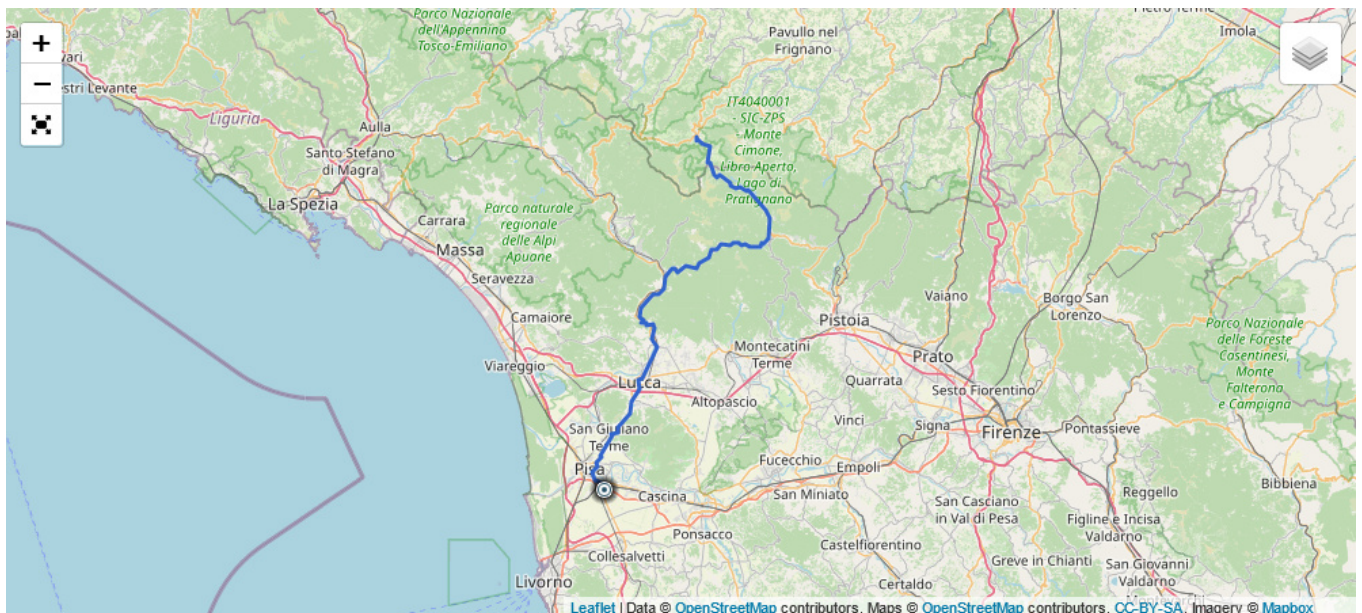 +
−
Parco Nazionale
dell'Appennino
Tosco-Emiliano
Pavullo nel
Frignano
Imola
vari
stri Levante
Liguria
Aulla
IT4040001
- SIC-ZPS
- Monte
Cimone,
Libro Aperto,
Lago di
Pratignano
Santo Stefano
di Magra
La Spezia
Carrara
Massa
Seravezza
Parco naturale
regionale
delle Alpi
Apuane
Camaiore
Viareggio
Lucca
Altopascio
Montecatini
Terme
Pistoia
Vaiano
Prato
Quarrata
Sesto Fiorentino
Borgo San
Lorenzo
Parco Nazionale
delle Foreste
Casentinesi,
Monte
Falterona
e Campigna
San Giuliano
Terme
Vinci
Signa
Firenze
Pontassieve
Pisa
Cascina
Fucecchio
San Miniato
Empoli
San Casciano
in Val di Pesa
Reggello
Bibbiena
Figline e Incisa
Valdarno
Ponsacco
Collesalvetti
Castelfiorentino
Greve in Chianti
San Giovanni
Valdarno
Livorno
Certaldo
Leaflet | Data © OpenStreetMap contributors, Maps © OpenStreetMap contributors, CC-BY-SA, Imagery © Mapbox